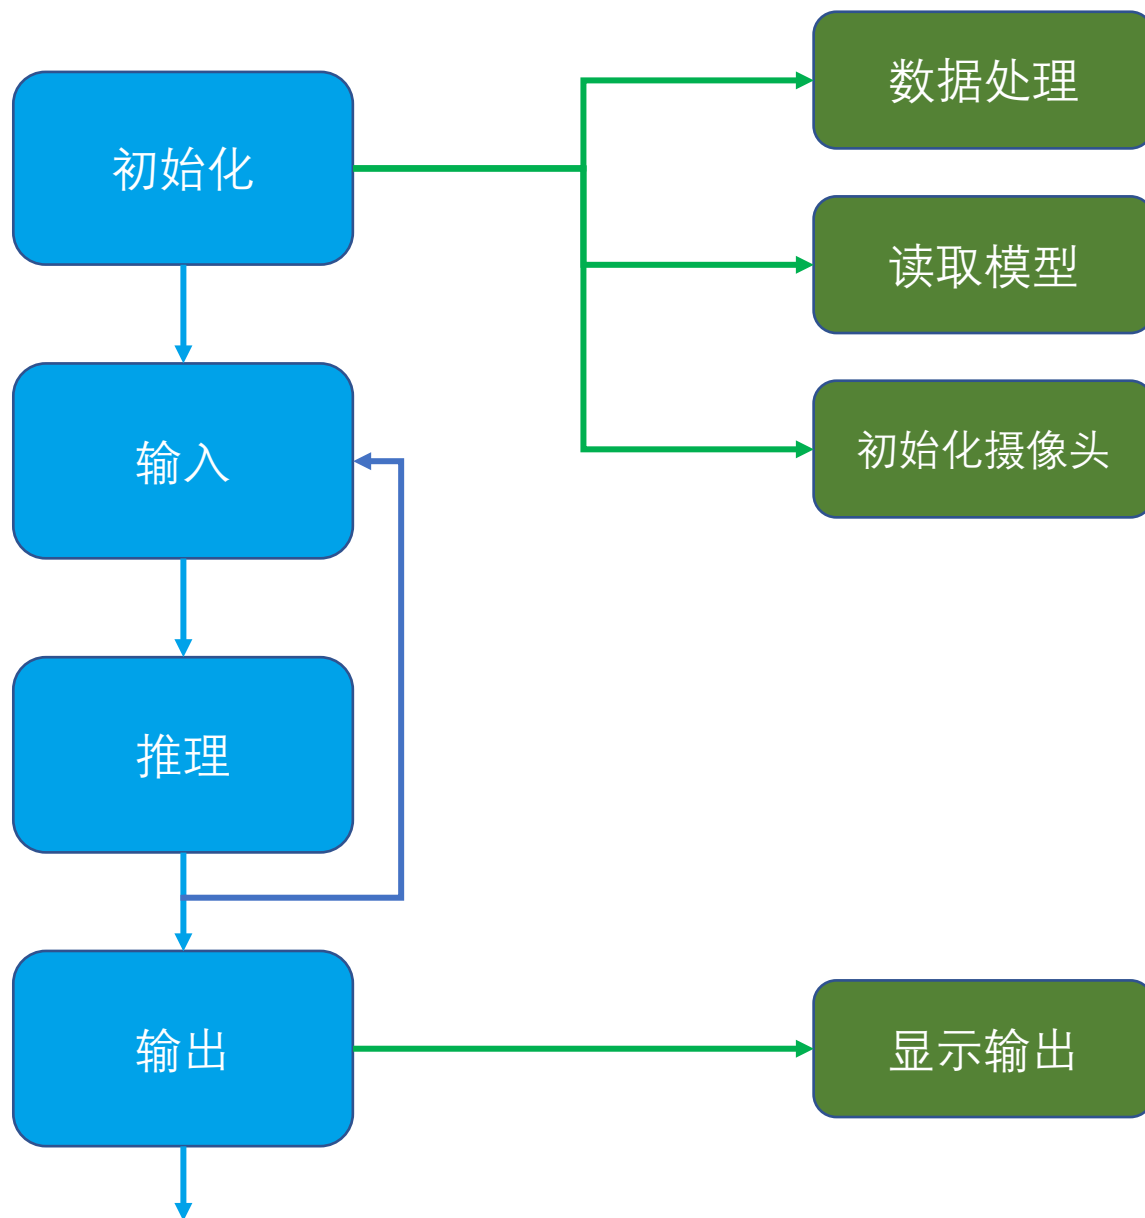 初始化
数据处理
读取模型
初始化摄像头
输入
推理
输出
显示输出